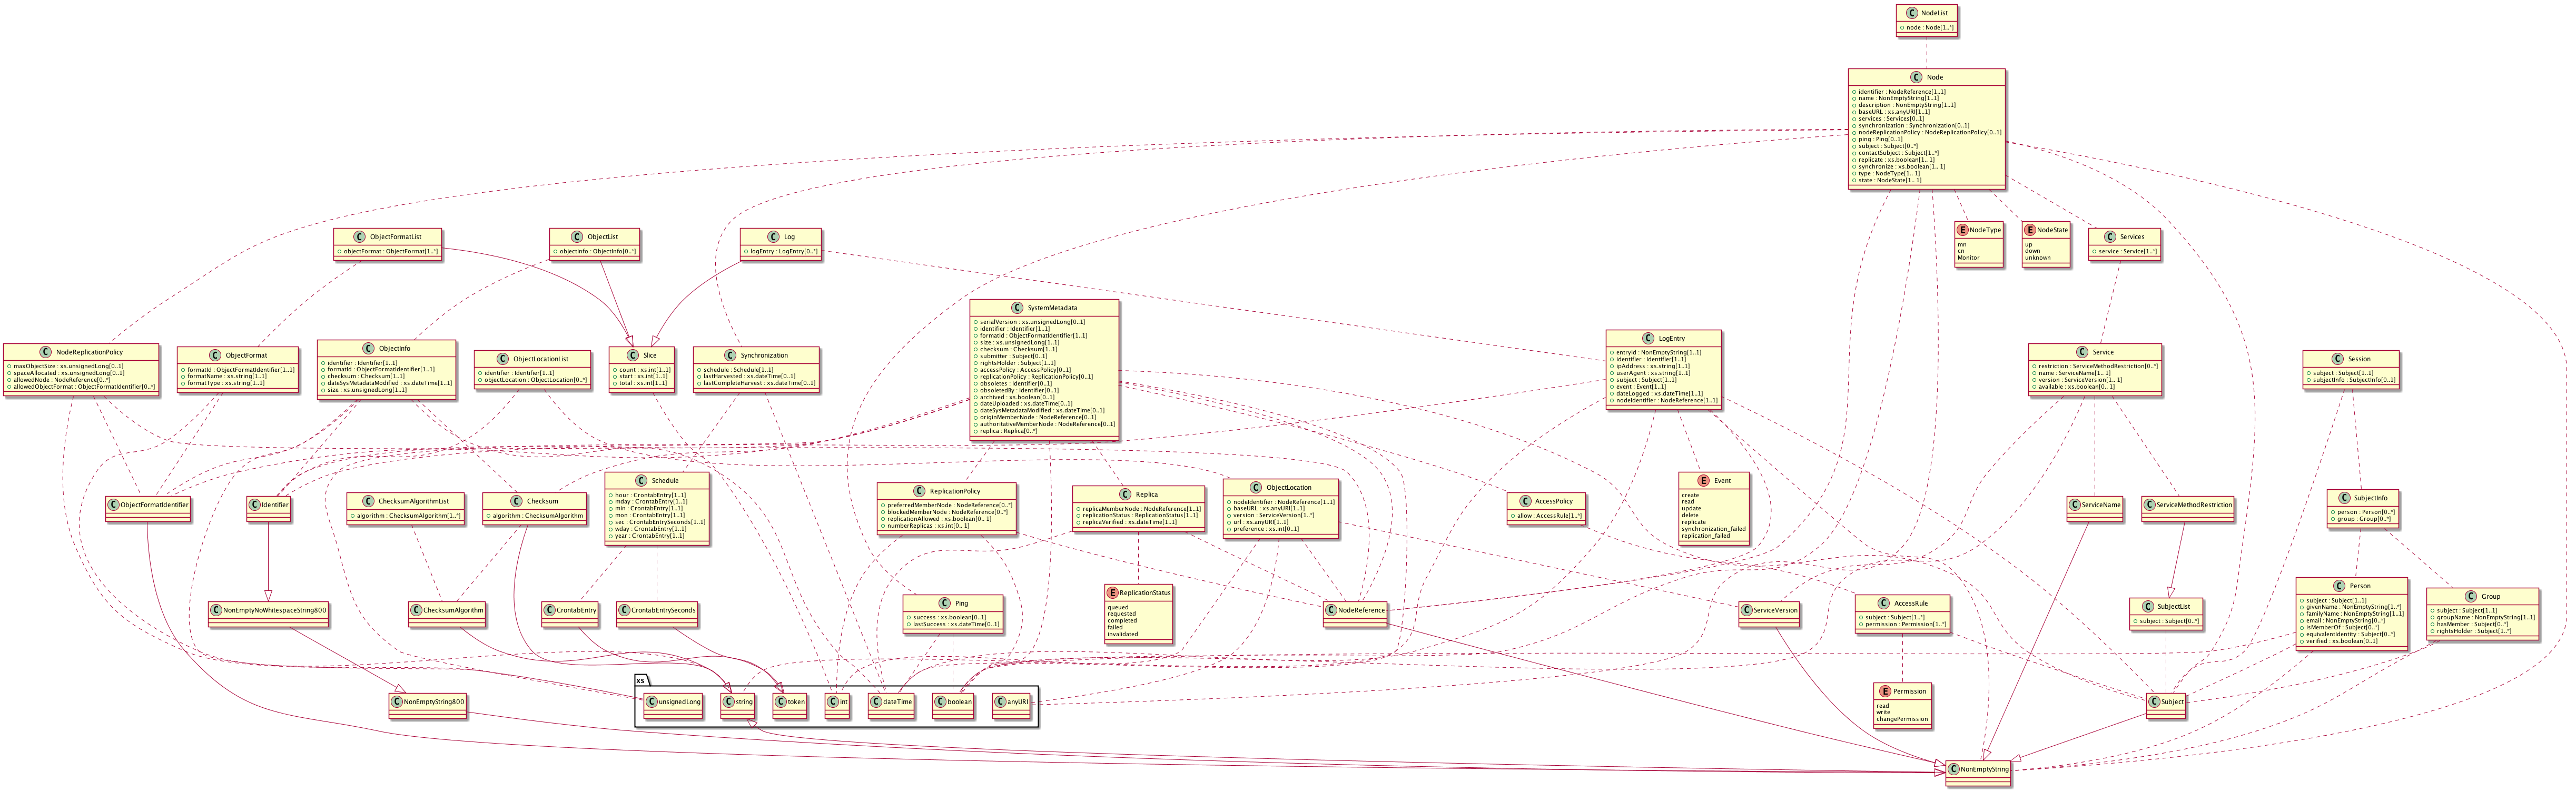 NodeList
node : Node[1..*]
Node
identifier : NodeReference[1..1]
name : NonEmptyString[1..1]
description : NonEmptyString[1..1]
baseURL : xs.anyURI[1..1]
services : Services[0..1]
synchronization : Synchronization[0..1]
nodeReplicationPolicy : NodeReplicationPolicy[0..1]
ping : Ping[0..1]
subject : Subject[0..*]
contactSubject : Subject[1..*]
replicate : xs.boolean[1.. 1]
synchronize : xs.boolean[1.. 1]
type : NodeType[1.. 1]
state : NodeState[1.. 1]
ObjectFormatList
objectFormat : ObjectFormat[1..*]
ObjectList
objectInfo : ObjectInfo[0..*]
Log
logEntry : LogEntry[0..*]
NodeType
mn
cn
Monitor
NodeState
up
down
unknown
Services
service : Service[1..*]
NodeReplicationPolicy
maxObjectSize : xs.unsignedLong[0..1]
spaceAllocated : xs.unsignedLong[0..1]
allowedNode : NodeReference[0..*]
allowedObjectFormat : ObjectFormatIdentifier[0..*]
ObjectFormat
formatId : ObjectFormatIdentifier[1..1]
formatName : xs.string[1..1]
formatType : xs.string[1..1]
ObjectInfo
identifier : Identifier[1..1]
formatId : ObjectFormatIdentifier[1..1]
checksum : Checksum[1..1]
dateSysMetadataModified : xs.dateTime[1..1]
size : xs.unsignedLong[1..1]
ObjectLocationList
identifier : Identifier[1..1]
objectLocation : ObjectLocation[0..*]
Slice
count : xs.int[1..1]
start : xs.int[1..1]
total : xs.int[1..1]
Synchronization
schedule : Schedule[1..1]
lastHarvested : xs.dateTime[0..1]
lastCompleteHarvest : xs.dateTime[0..1]
SystemMetadata
serialVersion : xs.unsignedLong[0..1]
identifier : Identifier[1..1]
formatId : ObjectFormatIdentifier[1..1]
size : xs.unsignedLong[1..1]
checksum : Checksum[1..1]
submitter : Subject[0..1]
rightsHolder : Subject[1..1]
accessPolicy : AccessPolicy[0..1]
replicationPolicy : ReplicationPolicy[0..1]
obsoletes : Identifier[0..1]
obsoletedBy : Identifier[0..1]
archived : xs.boolean[0..1]
dateUploaded : xs.dateTime[0..1]
dateSysMetadataModified : xs.dateTime[0..1]
originMemberNode : NodeReference[0..1]
authoritativeMemberNode : NodeReference[0..1]
replica : Replica[0..*]
LogEntry
entryId : NonEmptyString[1..1]
identifier : Identifier[1..1]
ipAddress : xs.string[1..1]
userAgent : xs.string[1..1]
subject : Subject[1..1]
event : Event[1..1]
dateLogged : xs.dateTime[1..1]
nodeIdentifier : NodeReference[1..1]
Service
restriction : ServiceMethodRestriction[0..*]
name : ServiceName[1.. 1]
version : ServiceVersion[1.. 1]
available : xs.boolean[0.. 1]
Session
subject : Subject[1..1]
subjectInfo : SubjectInfo[0..1]
ObjectFormatIdentifier
Identifier
ChecksumAlgorithmList
algorithm : ChecksumAlgorithm[1..*]
Checksum
algorithm : ChecksumAlgorithm
Schedule
hour : CrontabEntry[1..1]
mday : CrontabEntry[1..1]
min : CrontabEntry[1..1]
mon : CrontabEntry[1..1]
sec : CrontabEntrySeconds[1..1]
wday : CrontabEntry[1..1]
year : CrontabEntry[1..1]
ReplicationPolicy
preferredMemberNode : NodeReference[0..*]
blockedMemberNode : NodeReference[0..*]
replicationAllowed : xs.boolean[0.. 1]
numberReplicas : xs.int[0.. 1]
Replica
replicaMemberNode : NodeReference[1..1]
replicationStatus : ReplicationStatus[1..1]
replicaVerified : xs.dateTime[1..1]
ObjectLocation
nodeIdentifier : NodeReference[1..1]
baseURL : xs.anyURI[1..1]
version : ServiceVersion[1..*]
url : xs.anyURI[1..1]
preference : xs.int[0..1]
AccessPolicy
allow : AccessRule[1..*]
Event
create
read
update
delete
replicate
synchronization_failed
replication_failed
ServiceName
ServiceMethodRestriction
SubjectInfo
person : Person[0..*]
group : Group[0..*]
NonEmptyNoWhitespaceString800
ChecksumAlgorithm
CrontabEntry
CrontabEntrySeconds
Ping
success : xs.boolean[0..1]
lastSuccess : xs.dateTime[0..1]
ReplicationStatus
queued
requested
completed
failed
invalidated
NodeReference
ServiceVersion
AccessRule
subject : Subject[1..*]
permission : Permission[1..*]
SubjectList
subject : Subject[0..*]
Person
subject : Subject[1..1]
givenName : NonEmptyString[1..*]
familyName : NonEmptyString[1..1]
email : NonEmptyString[0..*]
isMemberOf : Subject[0..*]
equivalentIdentity : Subject[0..*]
verified : xs.boolean[0..1]
Group
subject : Subject[1..1]
groupName : NonEmptyString[1..1]
hasMember : Subject[0..*]
rightsHolder : Subject[1..*]
xs
NonEmptyString800
unsignedLong
string
token
int
dateTime
boolean
anyURI
Permission
read
write
changePermission
Subject
NonEmptyString